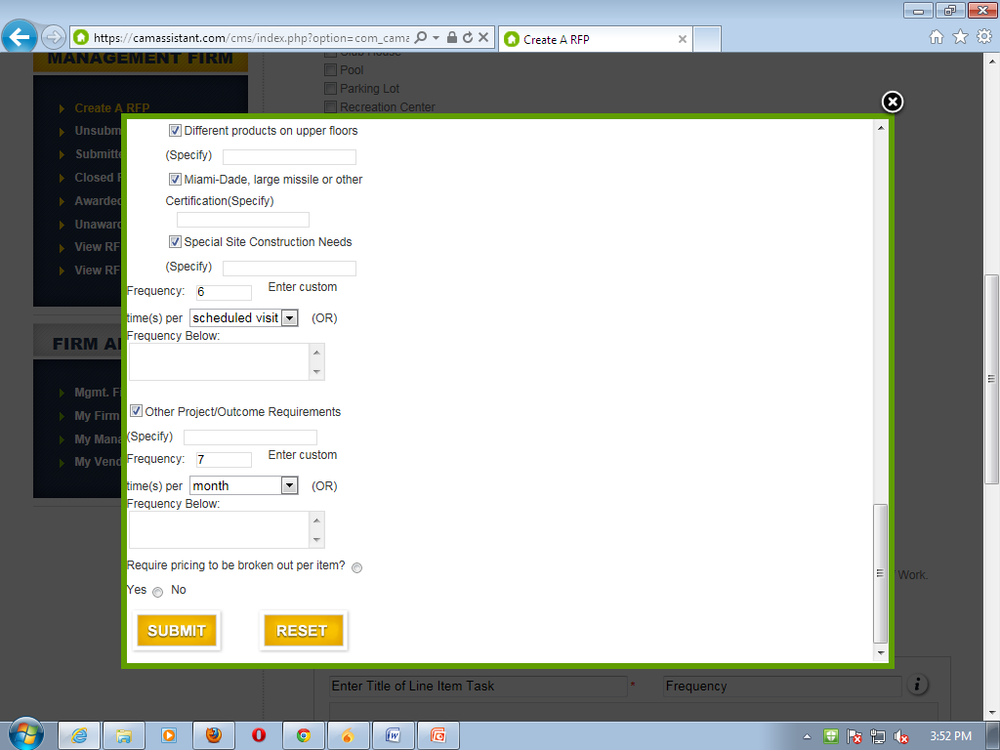 https://camassistant.com/cms/index.php?option=com_cama
Create A RFP
MANAGEMENT FIRM
Create A RFP
Unsubm
Submitte
Closed F
Awarded
Unaward
View RF
View RF
FIRM A
Mgmt. F
My Firm
My Mana
My Vend
Club House
Pool
Parking Lot
Recreation Center
Different products on upper floors
(Specify)
Miami-Dade, large missile or other
Certification(Specify)
Special Site Construction Needs
(Specify)
Frequency: 6 Enter custom
time(s) per scheduled visit (OR)
Frequency Below:
Other Project/Outcome Requirements
(Specify)
Frequency: 7 Enter custom
time(s) per month (OR)
Frequency Below:
Require pricing to be broken out per item?
Yes No
SUBMIT RESET
Work.
Enter Title of Line Item Task * Frequency i
3:52 PM